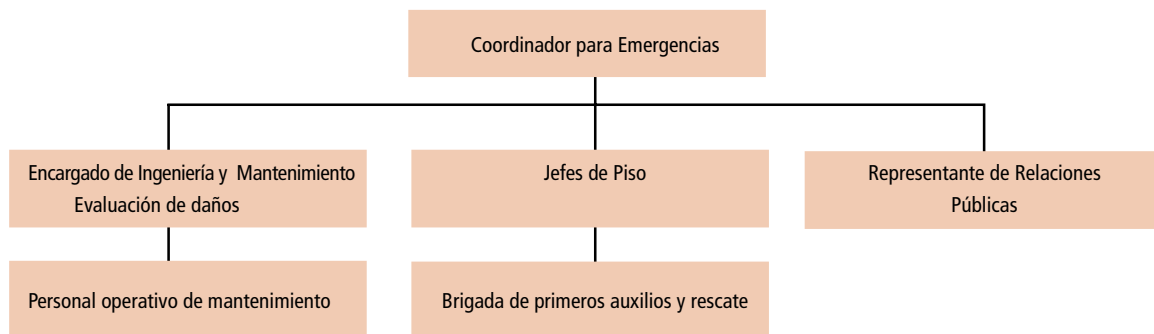 Coordinador para Emergencias
Encargado de Ingeniería y Mantenimiento
Evaluación de daños
Jefes de Piso
Representante de Relaciones
Públicas
Personal operativo de mantenimiento
Brigada de primeros auxilios y rescate